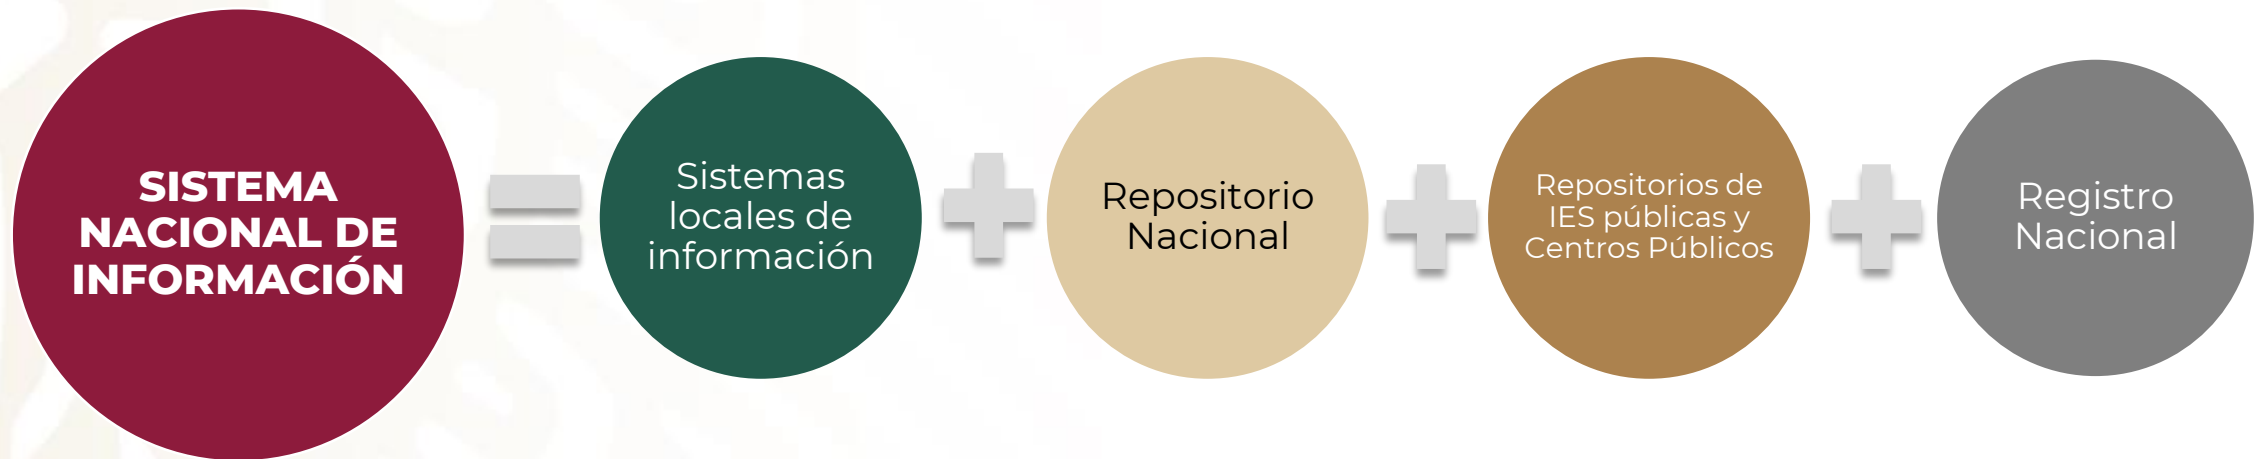 SISTEMA
NACIONAL DE
INFORMACIÓN
Sistemas
locales de
información
Repositorio
Nacional
Repositorios de
IES públicas y
Centros Públicos
Registro
Nacional